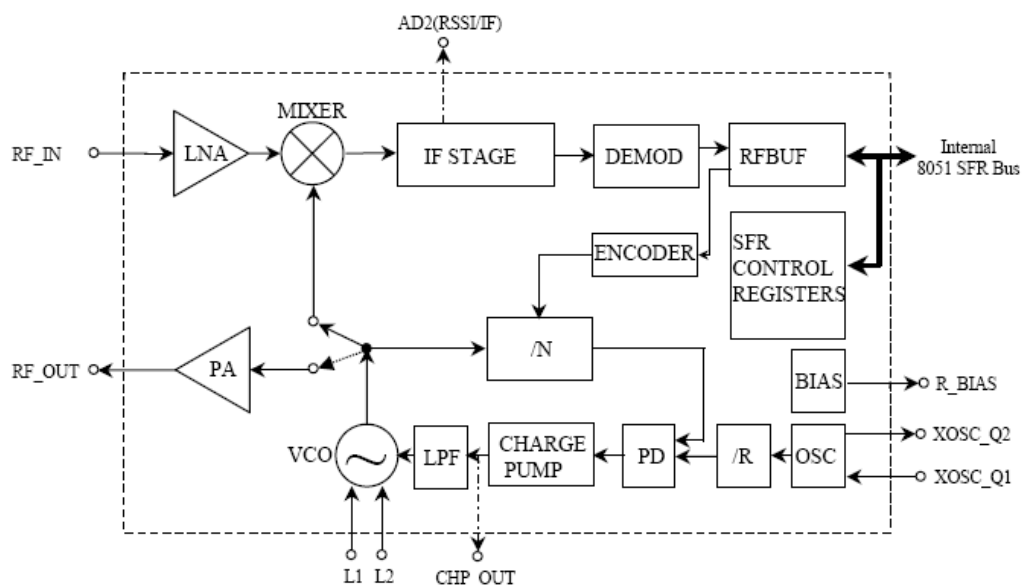 AD2(RSSI/IF)
MIXER
RF_IN
LNA
IF STAGE
DEMOD
RFBUF
Internal
8051 SFR Bus
ENCODER
SFR
CONTROL
REGISTERS
/N
RF_OUT
PA
BIAS
R_BIAS
VCO
LPF
CHARGE
PUMP
PD
/R
OSC
XOSC_Q2
XOSC_Q1
L1
L2
CHP_OUT